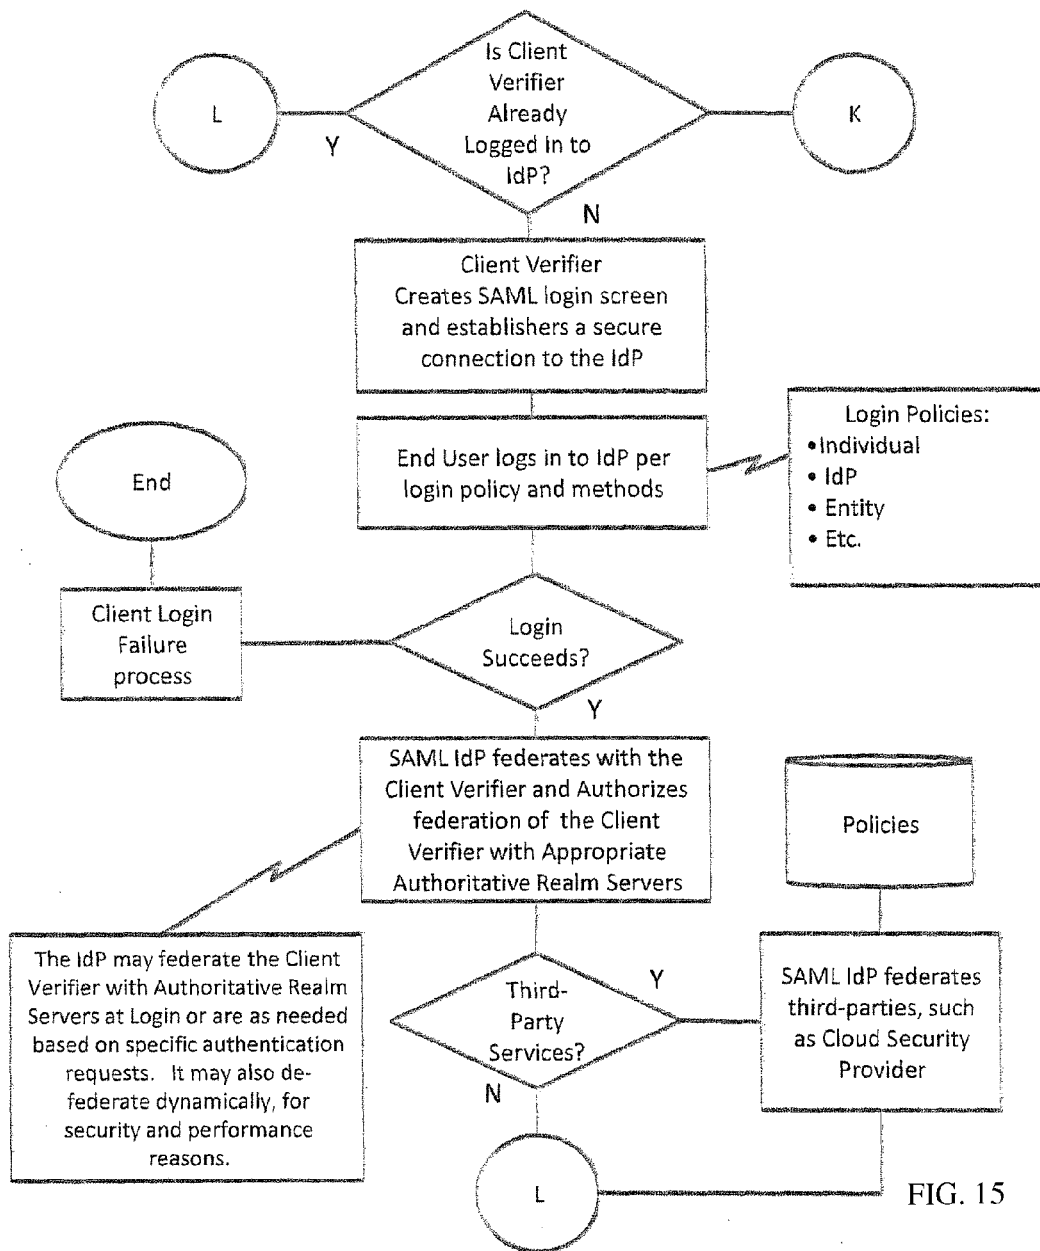 Is Client
Verifier
Already
Logged in to
IdP?
L
Y
K
N
Client Verifier
Creates SAML login screen
and establishers a secure
connection to the IdP
End User logs in to IdP per
login policy and methods
Login Policies:
•Individual
• IdP
• Entity
• Etc.
End
Client Login
Failure
process
Login
Succeeds?
Y
SAML IdP federates with the
Client Verifier and Authorizes
federation of the Client
Verifier with Appropriate
Authoritative Realm Servers
Policies
The IdP may federate the Client
Verifier with Authoritative Realm
Servers at Login or are as needed
based on specific authentication
requests. It may also de-
federate dynamically, for
security and performance
reasons.
Third-
Party
Services?
Y
N
SAML IdP federates
third-parties, such
as Cloud Security
Provider
L
FIG. 15